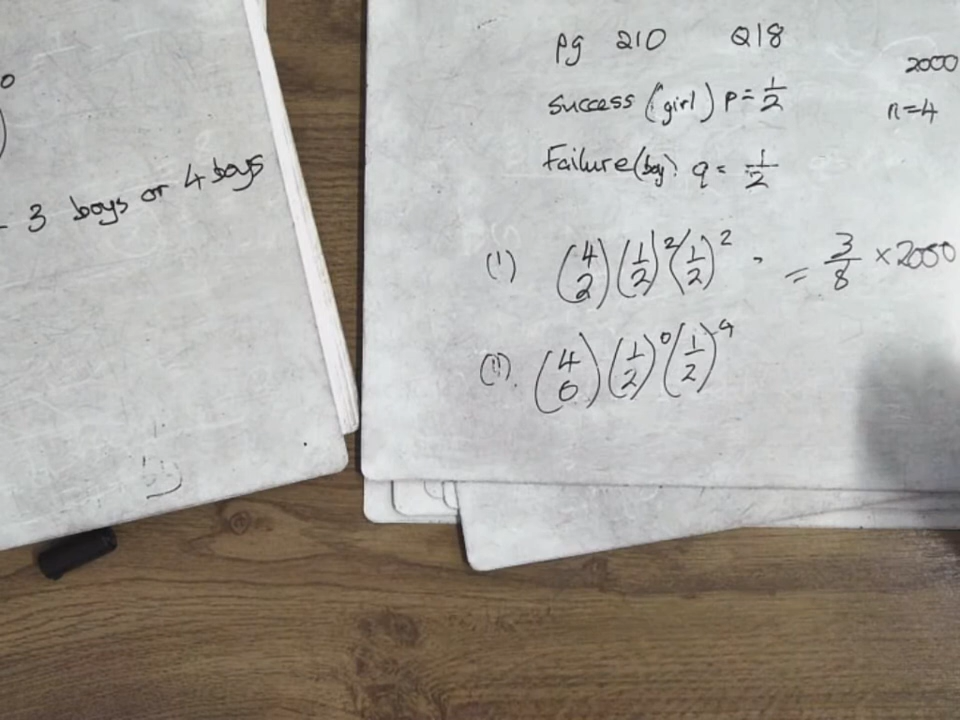 0
- 3 boys or 4 boys
pg 210 Q18
2000
Success (girl) p = 1/2
n=4
Failure (boy) q = 1/2
(i) (4 2) (1/2)^2 (1/2)^2 = 3/8 × 2000
(ii). (4 0) (1/2)^0 (1/2)^4